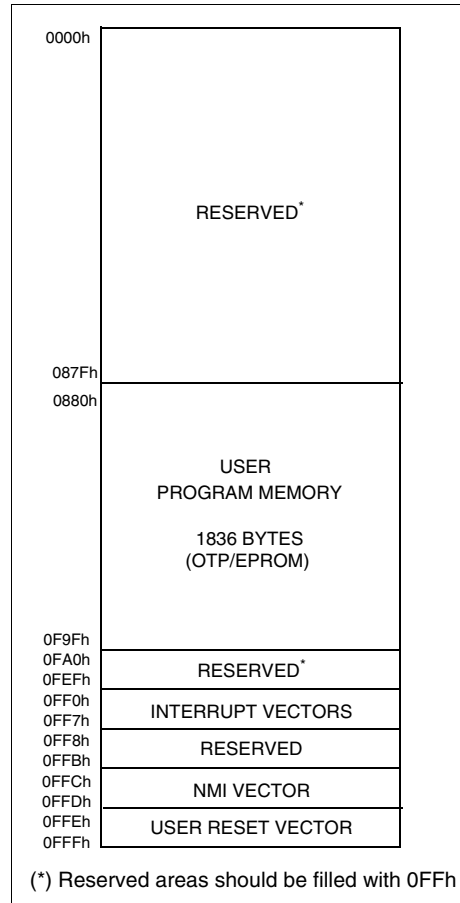 0000h
RESERVED*
087Fh
0880h
USER
PROGRAM MEMORY
1836 BYTES
(OTP/EPROM)
0F9Fh
0FA0h
RESERVED*
0FEFh
0FF0h
INTERRUPT VECTORS
0FF7h
0FF8h
RESERVED
0FFBh
0FFCh
NMI VECTOR
0FFDh
0FFEh
USER RESET VECTOR
0FFFh
(*) Reserved areas should be filled with 0FFh